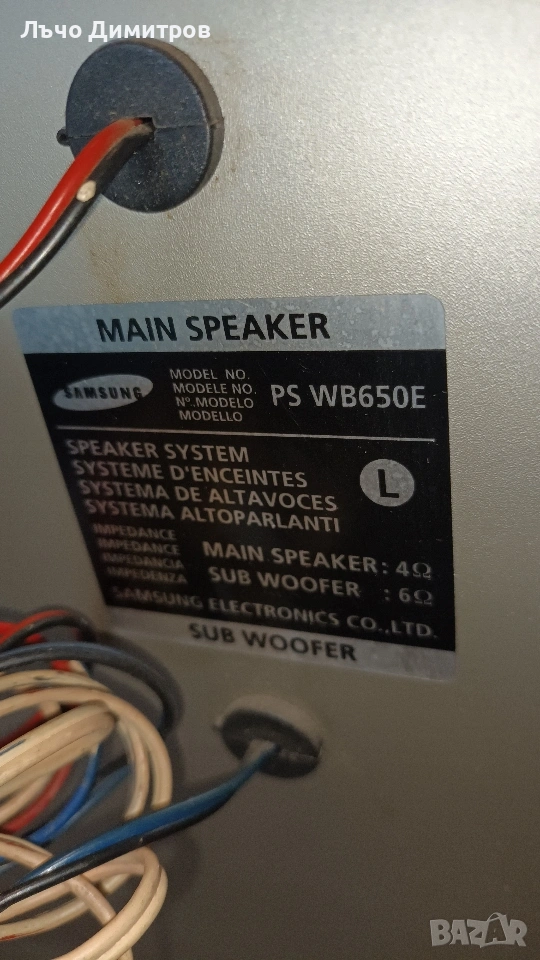 Лъчо Димитров
MAIN SPEAKER
SAMSUNG
MODEL NO.
MODELE NO.
Nº.MODELO
MODELLO
PS WB650E
SPEAKER SYSTEM
SYSTEME D'ENCEINTES
SYSTEMA DE ALTAVOCES
SYSTEMA ALTOPARLANTI
L
IMPEDANCE
IMPEDANCE
IMPEDANCIA
IMPEDENZA
MAIN SPEAKER: 4Ω
SUB WOOFER : 6Ω
SAMSUNG ELECTRONICS CO.,LTD.
SUB WOOFER
BAZAR